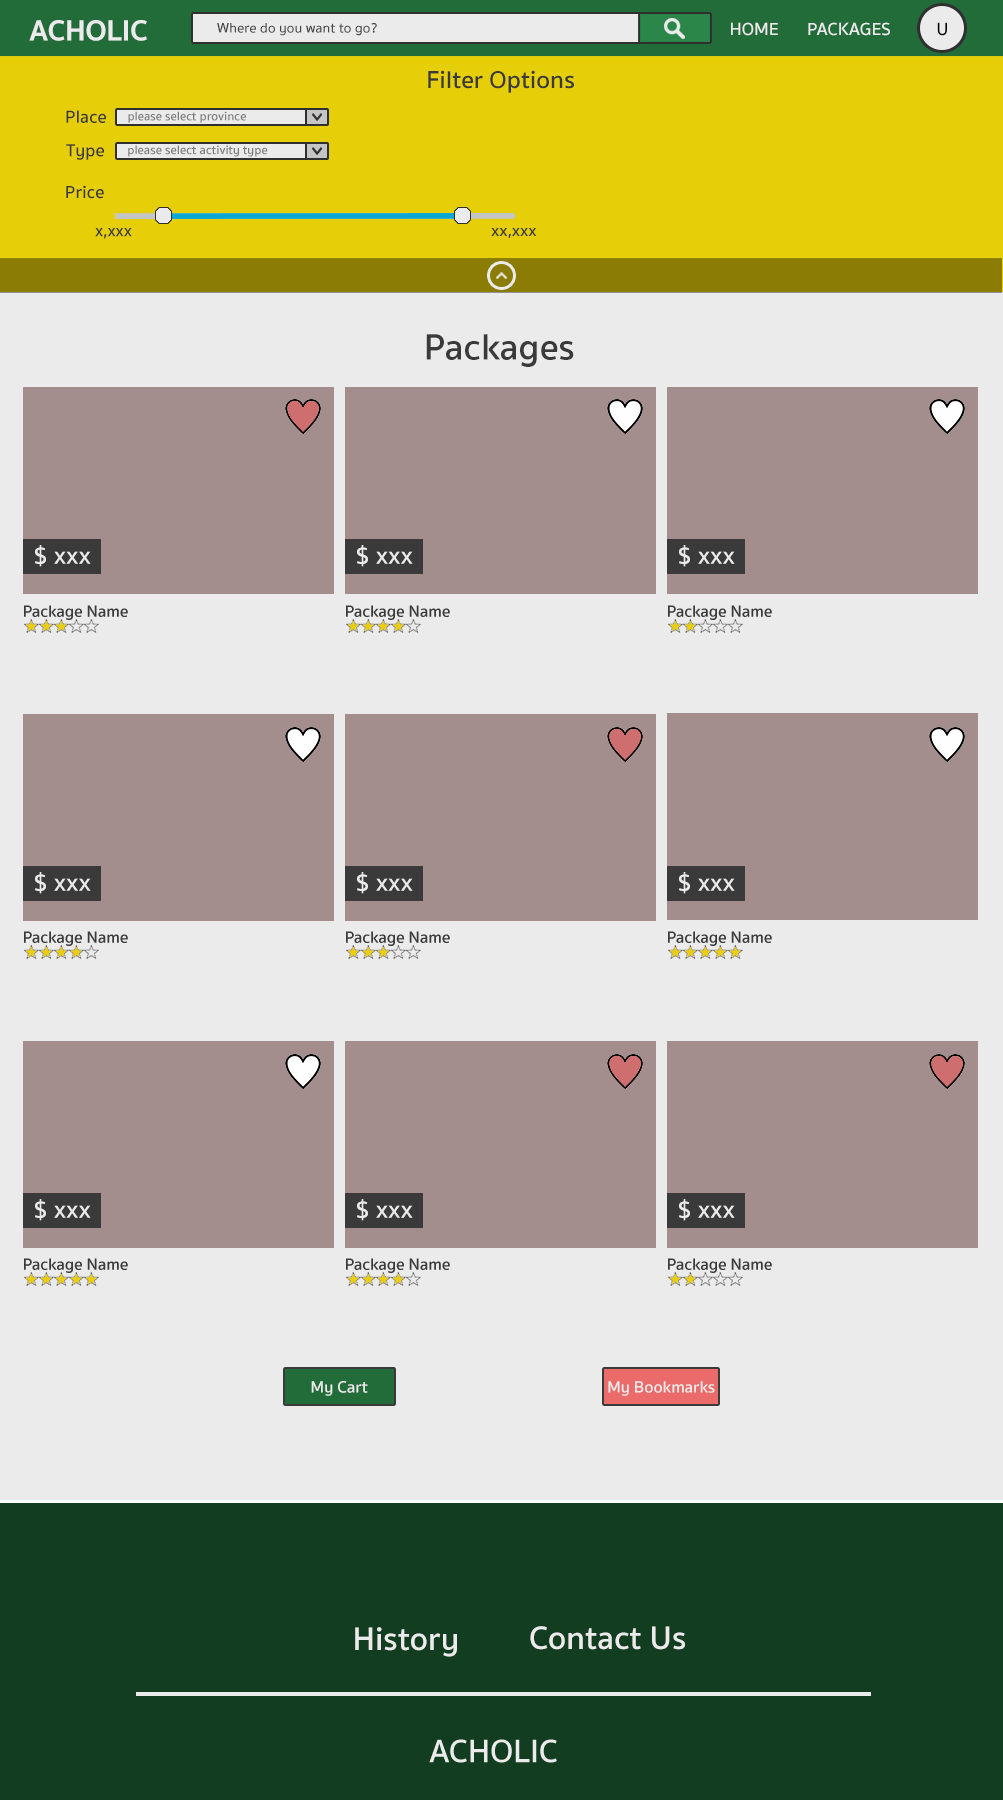 ACHOLIC
Where do you want to go?
HOME
PACKAGES
U
Filter Options
Place
please select province
Type
please select activity type
Price
x,xxx
xx,xxx
Packages
$ xxx
$ xxx
$ xxx
Package Name
Package Name
Package Name
$ xxx
$ xxx
$ xxx
Package Name
Package Name
Package Name
$ xxx
$ xxx
$ xxx
Package Name
Package Name
Package Name
My Cart
My Bookmarks
History
Contact Us
ACHOLIC